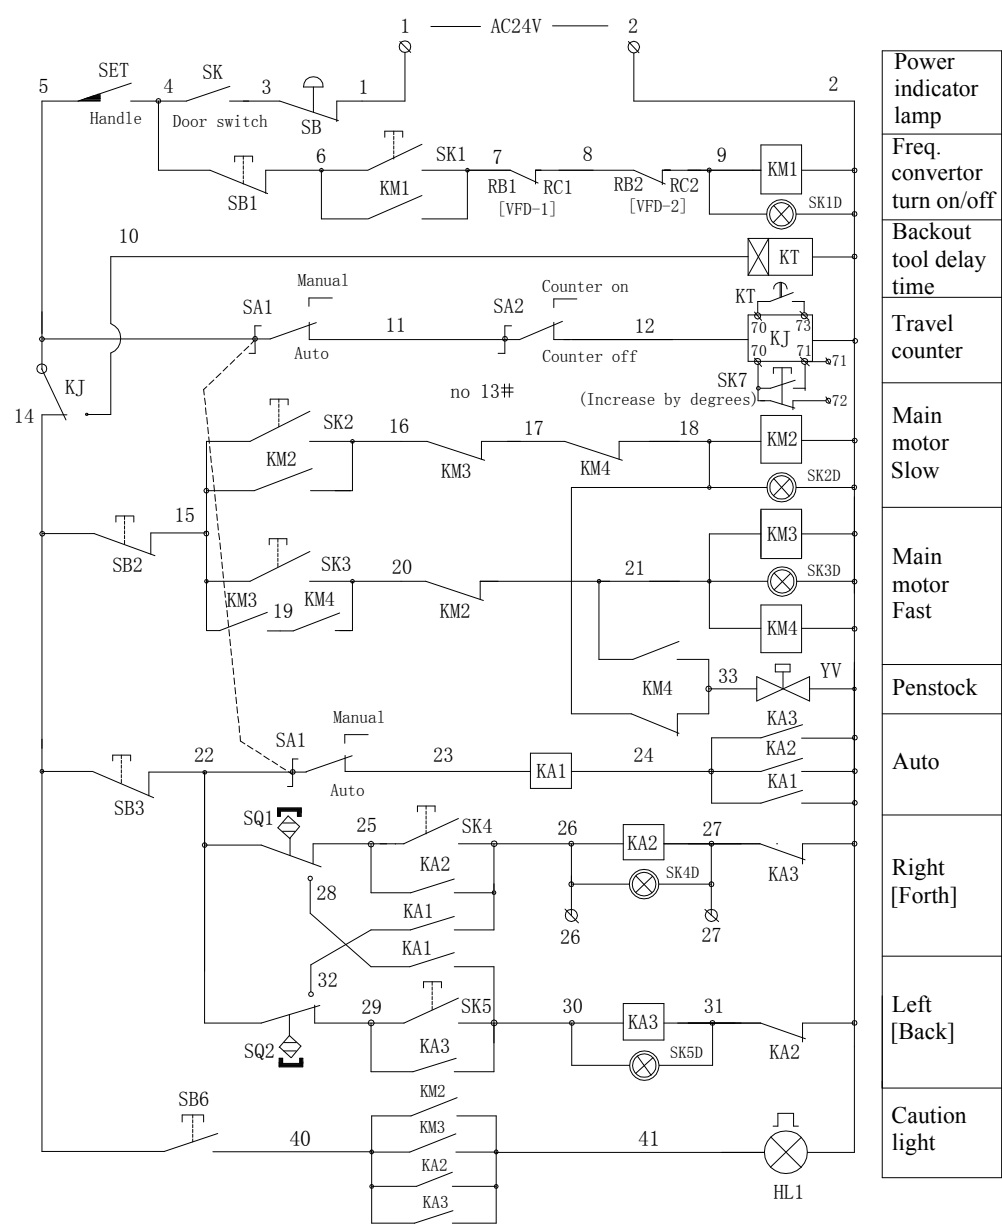 1 AC24V 2
5 SET 4 SK 3 1 2
Handle Door switch SB
Power
indicator
lamp
6 SK1 7 8 9 KM1
SB1 KM1 RB1 RC1 RB2 RC2
[VFD-1] [VFD-2] SK1D
Freq.
convertor
turn on/off
10 KT
Backout
tool delay
time
Manual Counter on KT
SA1 11 SA2 12 70 73
KJ
Auto Counter off 70 71 71
Travel
counter
KJ no 13# SK7
14 (Increase by degrees) 72
SK2 16 17 18 KM2
KM2 KM3 KM4 SK2D
Main
motor
Slow
15
SB2 KM3
SK3 20 21 SK3D
KM3 19 KM4 KM2 KM4
Main
motor
Fast
KM4 33 YV
Penstock
Manual KA3
22 SA1 23 KA1 24 KA2
SB3 Auto KA1
Auto
SQ1 25 SK4 26 KA2 27
KA2 SK4D KA3
28 KA1 26 27
KA1
Right
[Forth]
32
29 SK5 30 KA3 31
SQ2 KA3 SK5D KA2
Left
[Back]
SB6 KM2
40 KM3 41
KA2 HL1
KA3
Caution
light